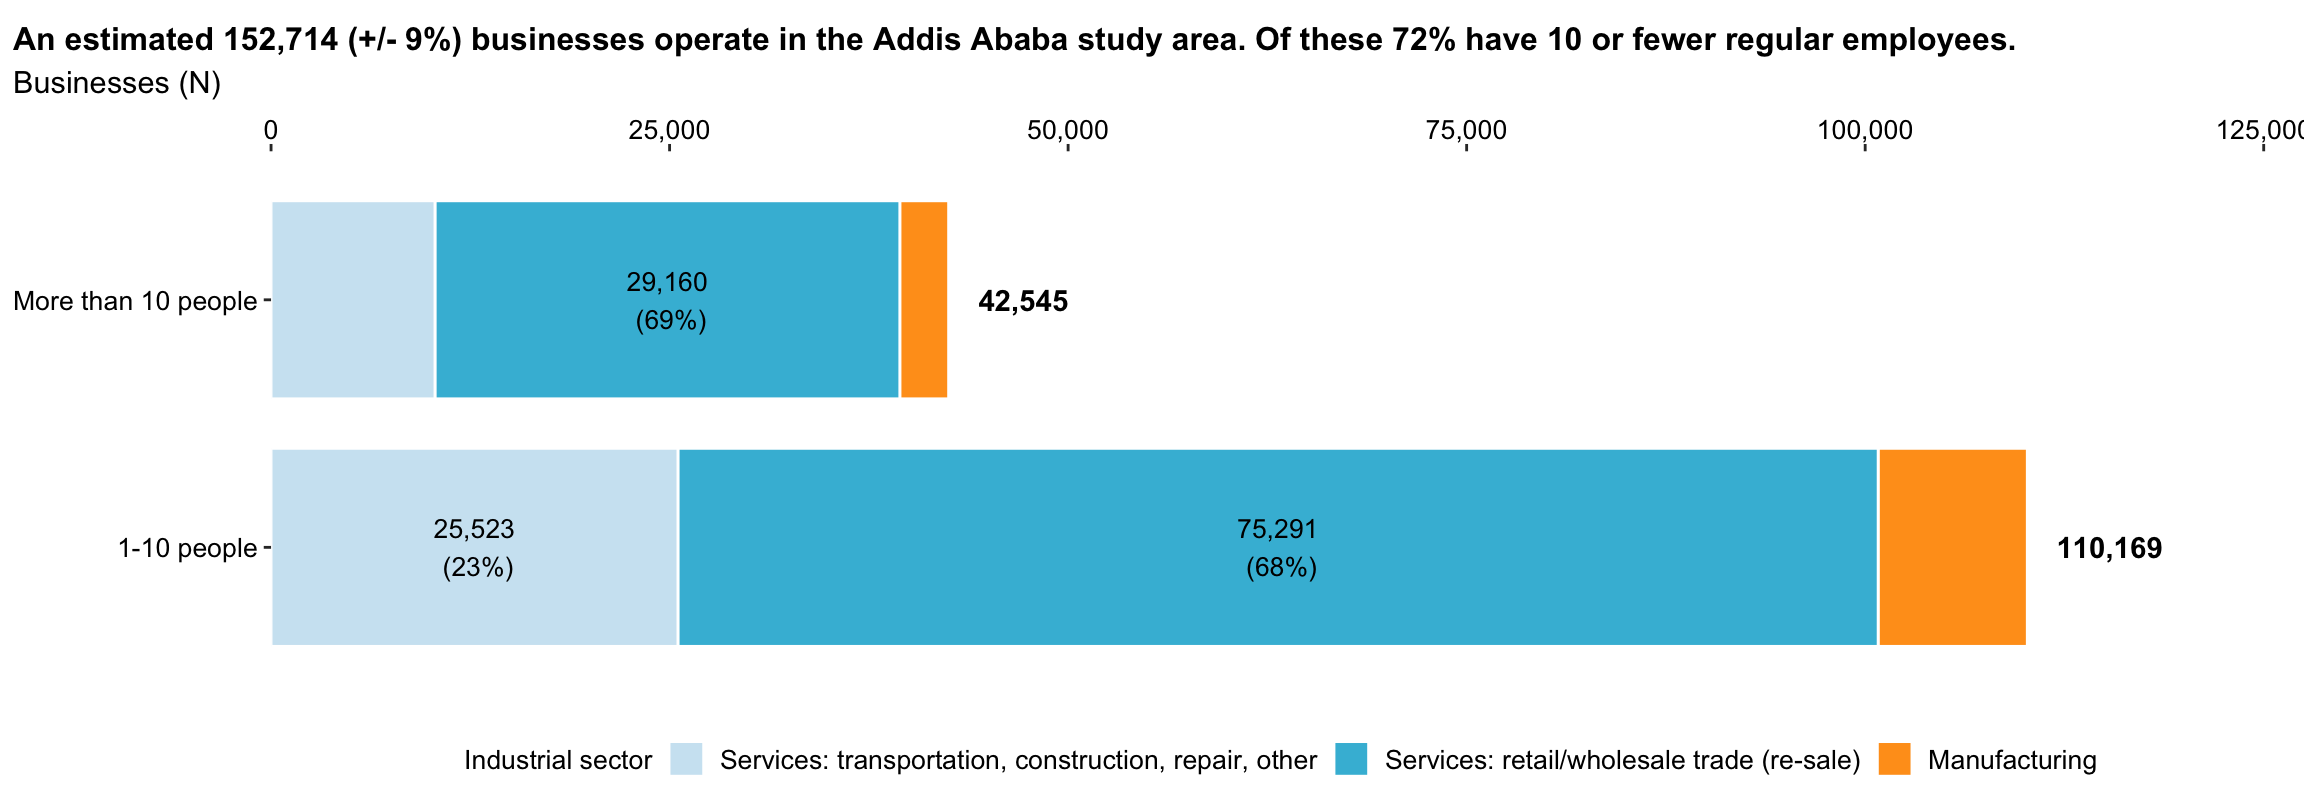 An estimated 152,714 (+/- 9%) businesses operate in the Addis Ababa study area. Of these 72% have 10 or fewer regular employees.
Businesses (N)
0 25,000 50,000 75,000 100,000 125,000
More than 10 people
29,160
(69%)
42,545
1-10 people
25,523
(23%)
75,291
(68%)
110,169
Industrial sector Services: transportation, construction, repair, other Services: retail/wholesale trade (re-sale) Manufacturing